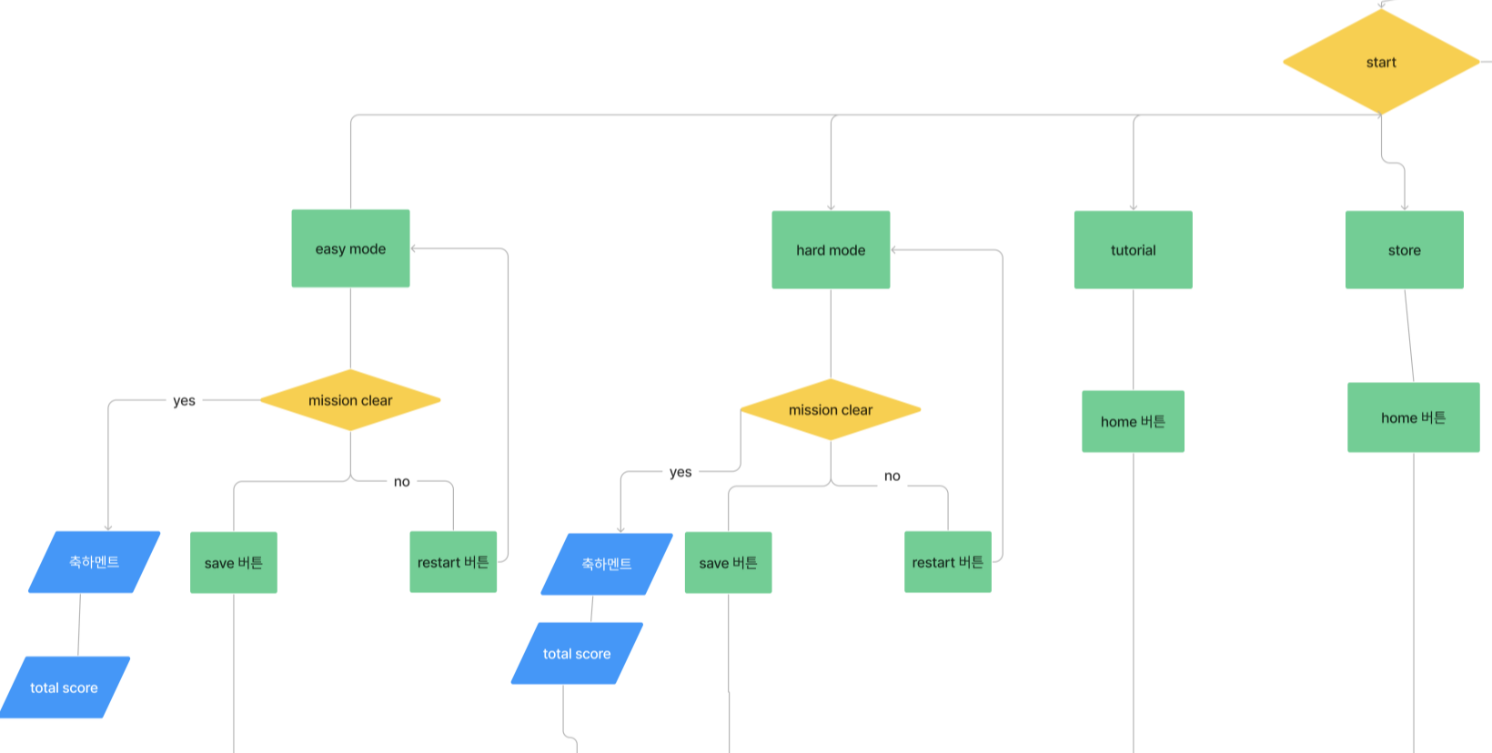 start
easy mode
hard mode
tutorial
store
mission clear
mission clear
yes
no
yes
no
home 버튼
home 버튼
축하멘트
save 버튼
restart 버튼
축하멘트
save 버튼
restart 버튼
total score
total score